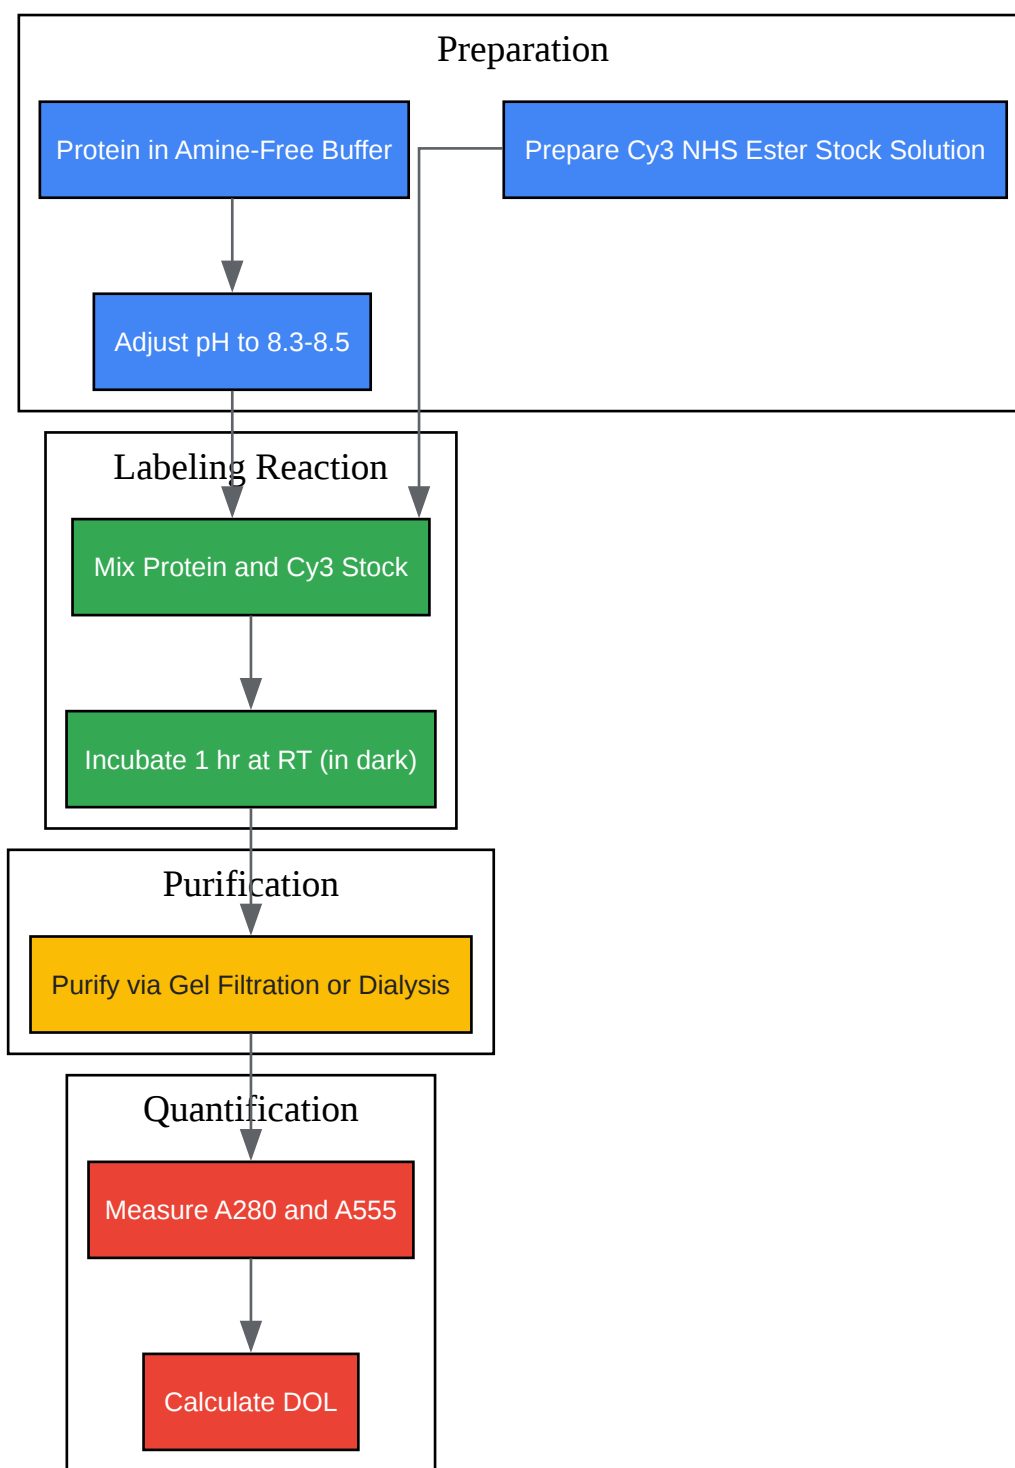 Preparation
Protein in Amine-Free Buffer
Prepare Cy3 NHS Ester Stock Solution
Adjust pH to 8.3-8.5
Labeling Reaction
Mix Protein and Cy3 Stock
Incubate 1 hr at RT (in dark)
Purification
Purify via Gel Filtration or Dialysis
Quantification
Measure A280 and A555
Calculate DOL